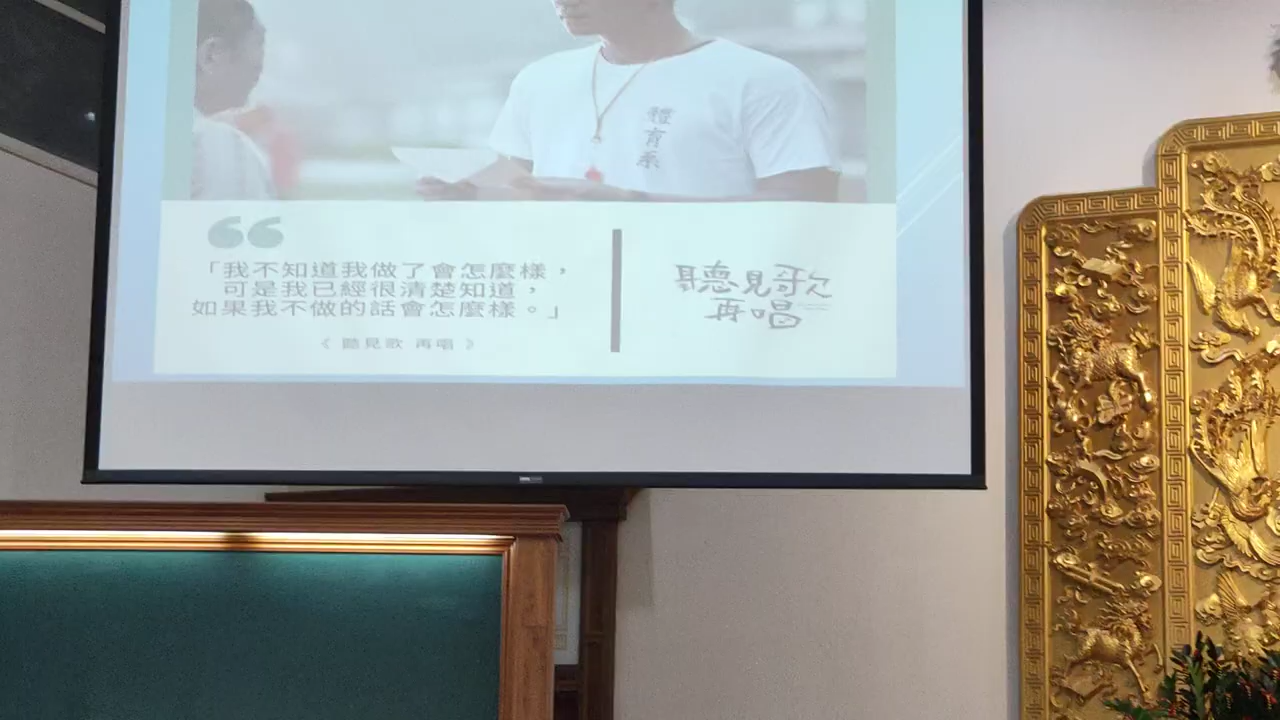 體育系
「我不知道我做了會怎麼樣，
可是我已經很清楚知道，
如果我不做的話會怎麼樣。」
《 聽見歌 再唱 》
聽見歌
再唱